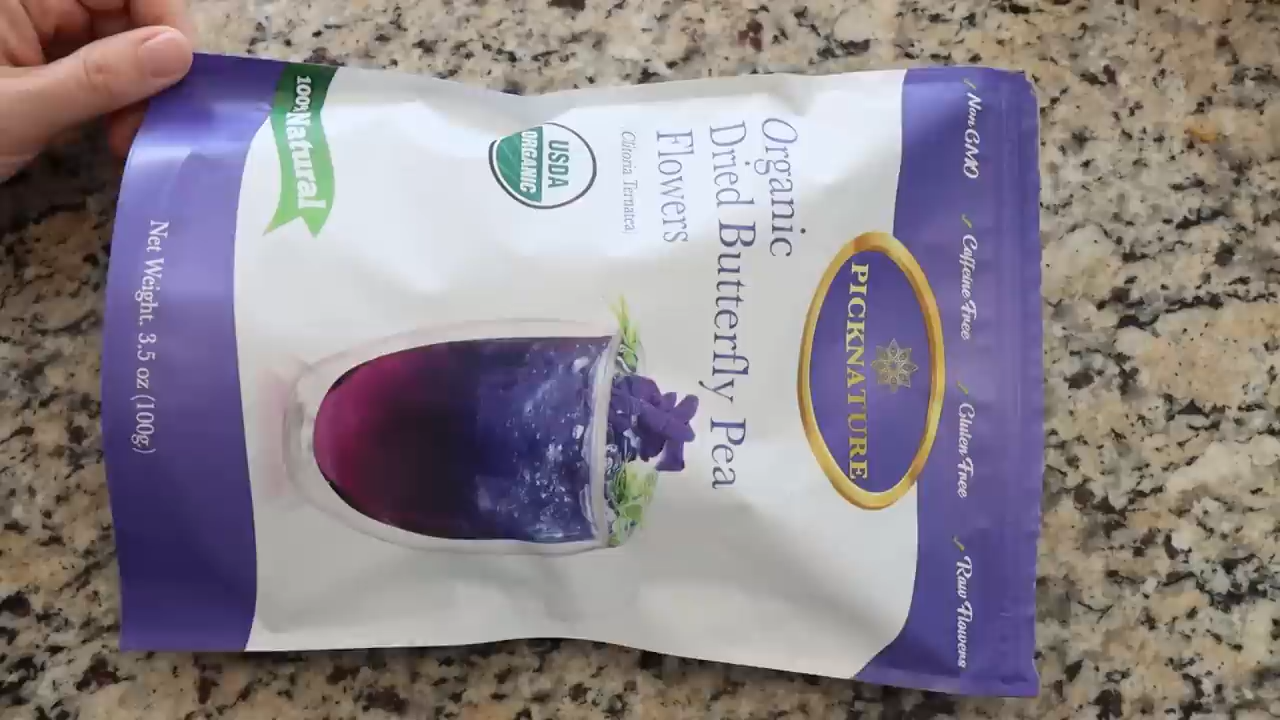 ✓ Non GMO ✓ Caffeine Free ✓ Gluten Free ✓ Raw Flowers
PICKNATURE
Organic
Dried Butterfly Pea
Flowers
Clitoria Ternatea
USDA
ORGANIC
100% Natural
Net Weight. 3.5 oz (100g)